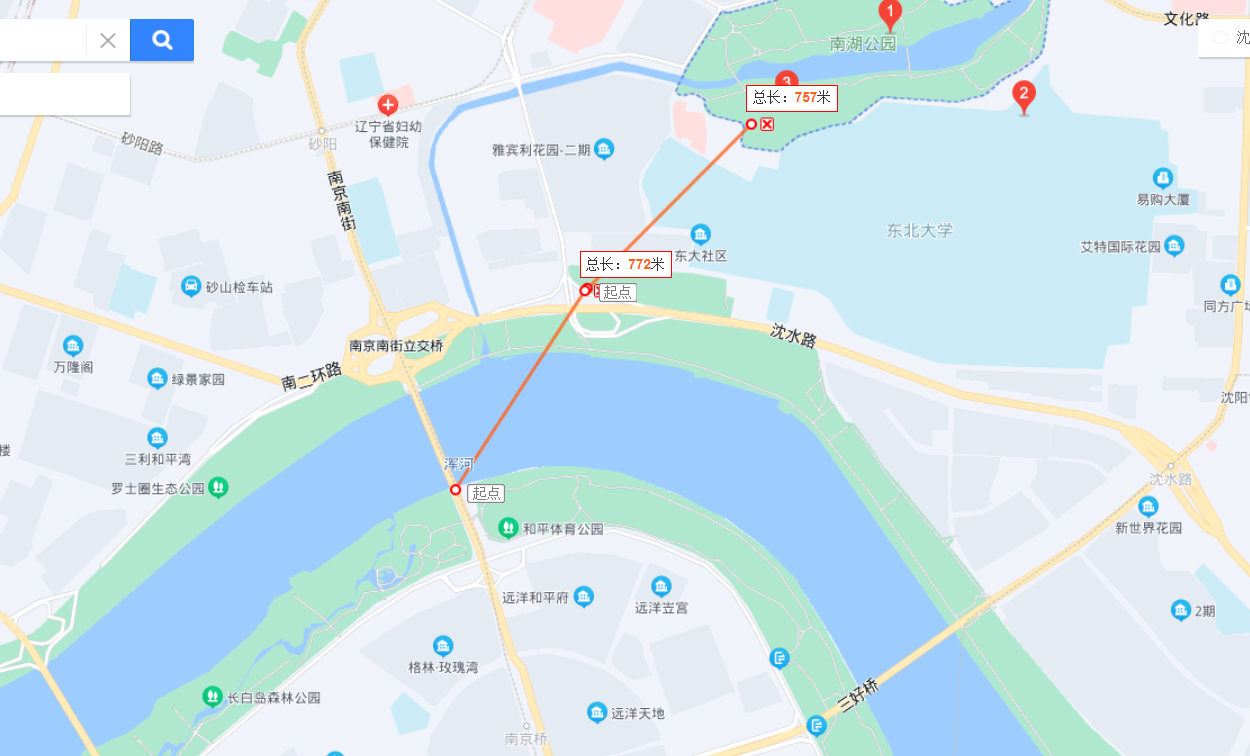 文化路
沈
1
南湖公园
3
总长：757米
2
辽宁省妇幼
保健院
砂阳路
砂阳
雅宾利花园-二期
南京南街
易购大厦
东北大学
艾特国际花园
东大社区
总长：772米
起点
砂山检车站
同方广场
沈水路
南京南街立交桥
万隆阁
南二环路
绿景家园
沈阳
楼
三利和平湾
浑河
沈水路
罗士圈生态公园
起点
和平体育公园
新世界花园
远洋和平府
远洋峚宫
2期
格林·玫瑰湾
三好桥
长白岛森林公园
远洋天地
南京桥